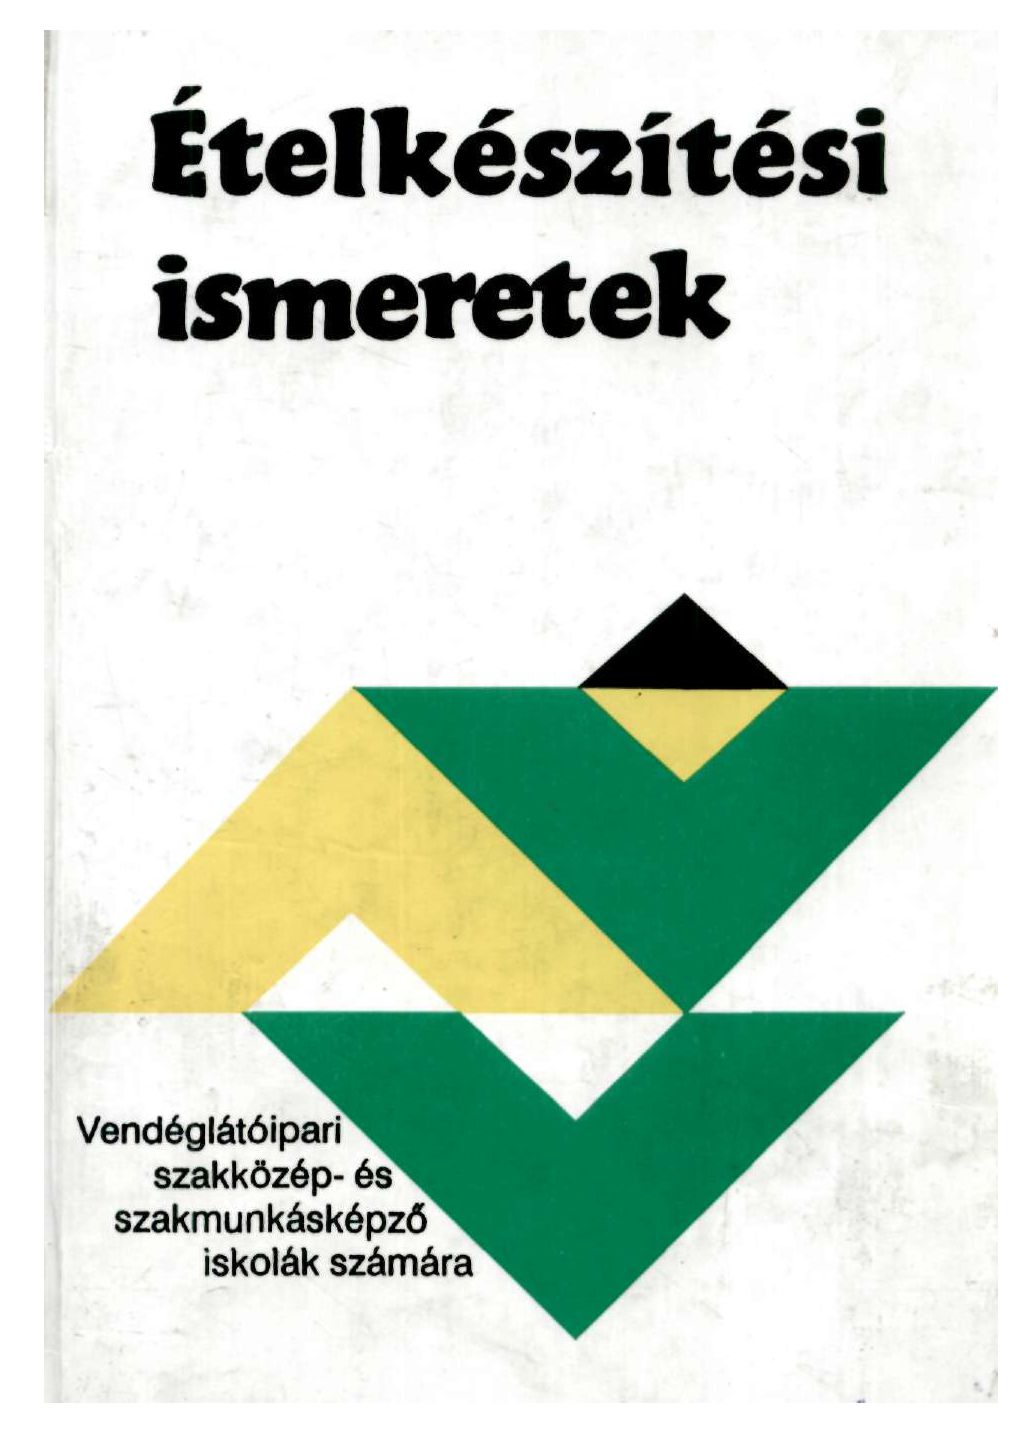 Ételkészítési
ismeretek
Vendéglátóipari
szakközép- és
szakmunkásképző
iskolák számára